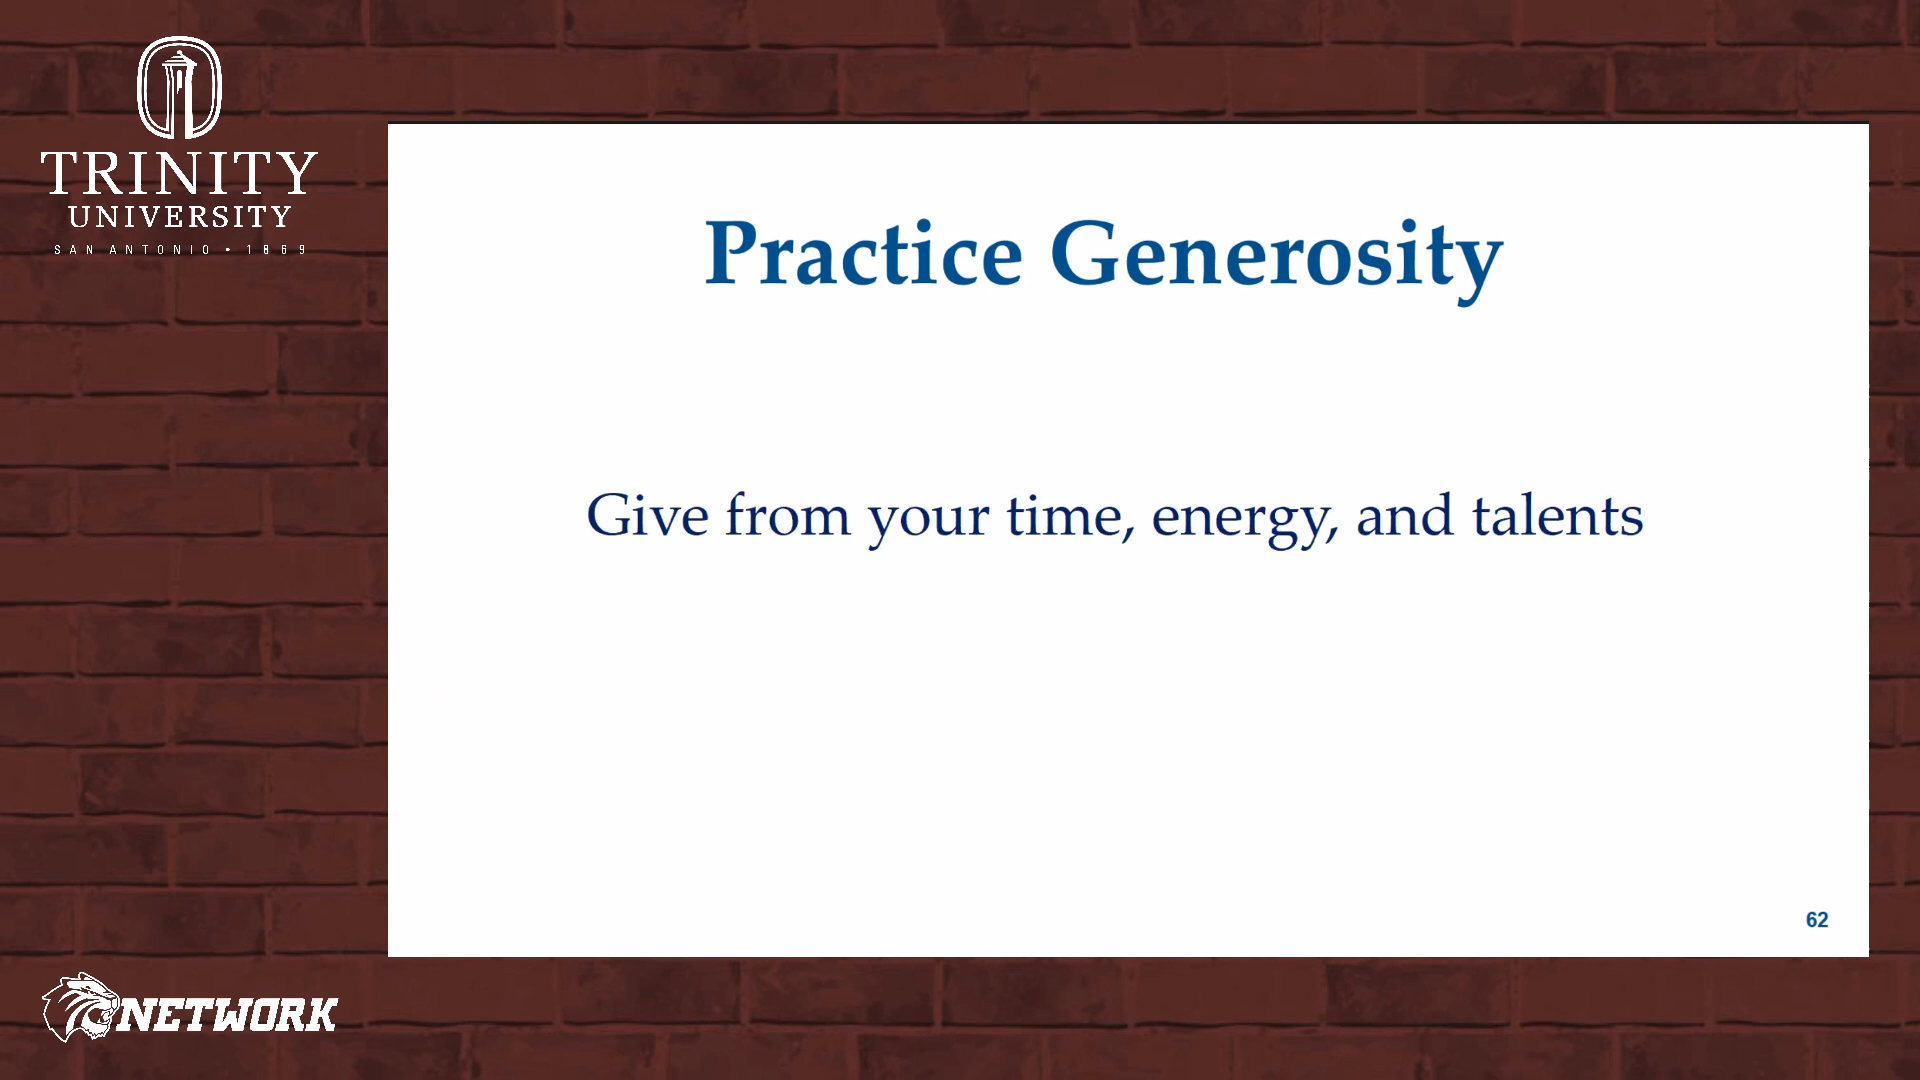 TRINITY
UNIVERSITY
SAN ANTONIO • 1869
Practice Generosity
Give from your time, energy, and talents
62
NETWORK